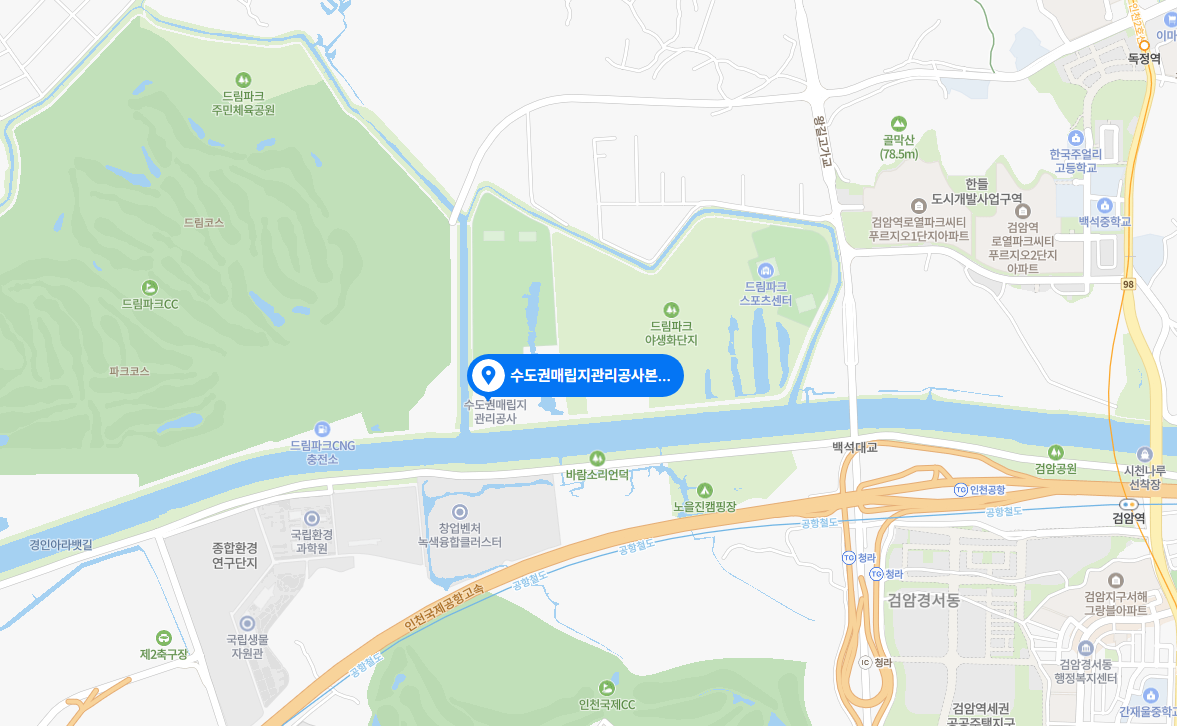 인천2호선
이마
독정역
드림파크
주민체육공원
왕길고가교
골막산
(78.5m)
한국주얼리
고등학교
한들
도시개발사업구역
드림코스
검암역로열파크씨티
푸르지오1단지아파트
검암역
로열파크씨티
푸르지오2단지
아파트
백석중학교
드림파크CC
드림파크
스포츠센터
98
드림파크
야생화단지
파크코스
수도권매립지관리공사본...
수도권매립지
관리공사
드림파크CNG
충전소
백석대교
바람소리언덕
검암공원
시천나루
선착장
노을진캠핑장
TG 인천공항
공항철도
공항철도
검암역
창업벤처
녹색융합클러스터
국립환경
과학원
종합환경
연구단지
경인아라뱃길
공항철도
TG 청라
TG 청라
공항철도
인천국제공항고속
검암경서동
검암지구서해
그랑블아파트
국립생물
자원관
제2축구장
공항철도
IC 청라
검암경서동
행정복지센터
인천국제CC
검암역세권
공공주택지구
간재울중학교